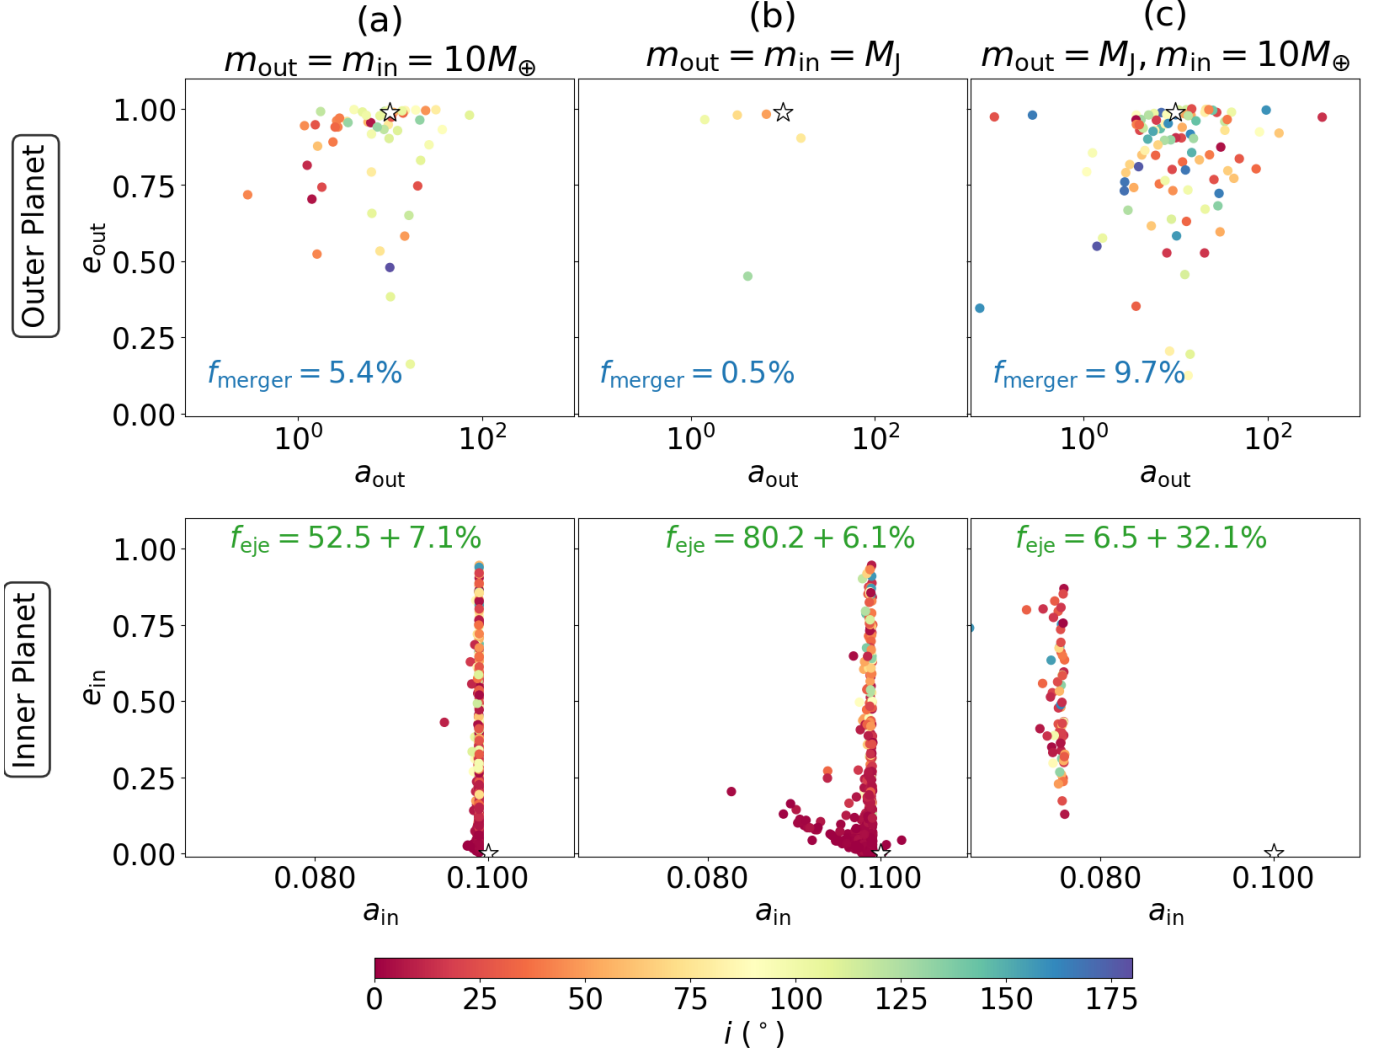 (a)
(b)
(c)
m_out = m_in = 10M_⊕
m_out = m_in = M_J
m_out = M_J, m_in = 10M_⊕
Outer Planet
e_out
1.00
0.75
0.50
0.25
0.00
f_merger = 5.4%
f_merger = 0.5%
f_merger = 9.7%
10^0
10^2
10^0
10^2
10^0
10^2
a_out
a_out
a_out
Inner Planet
e_in
1.00
0.75
0.50
0.25
0.00
f_eje = 52.5 + 7.1%
f_eje = 80.2 + 6.1%
f_eje = 6.5 + 32.1%
0.080
0.100
0.080
0.100
0.080
0.100
a_in
a_in
a_in
0
25
50
75
100
125
150
175
i (°)